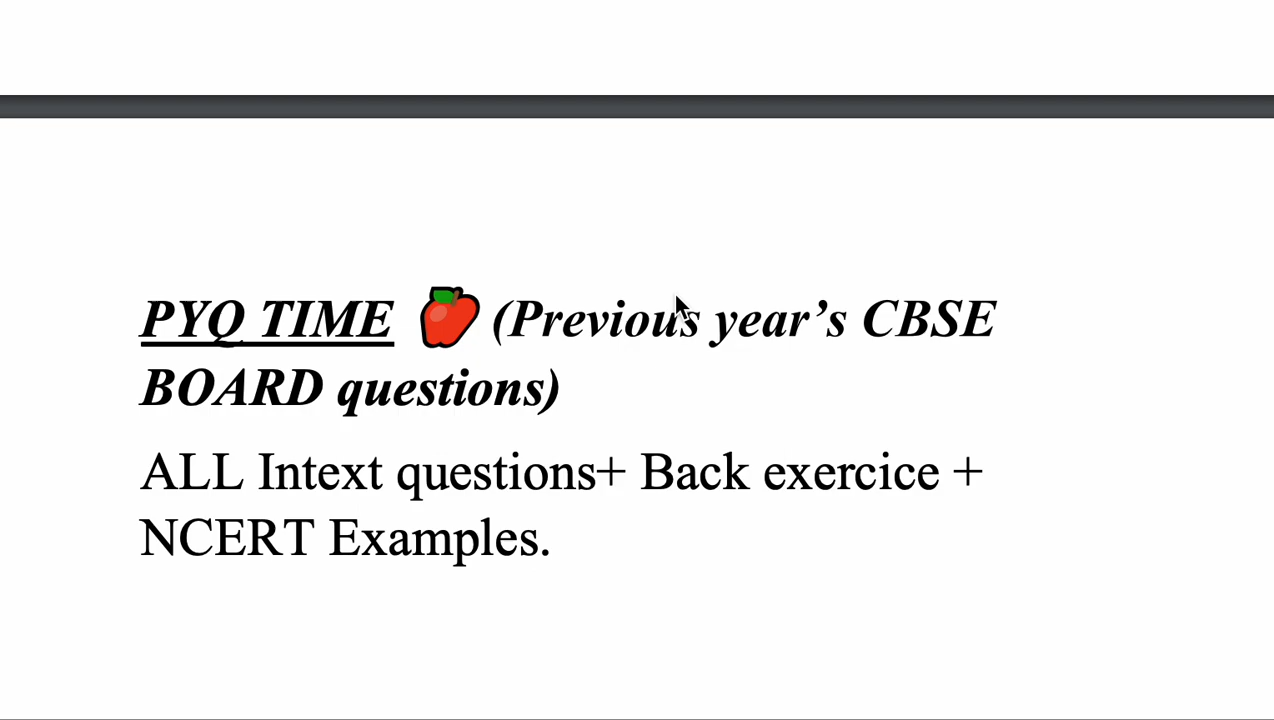 PYQ TIME 🍎 (Previous year’s CBSE
BOARD questions)
ALL Intext questions+ Back exercice +
NCERT Examples.